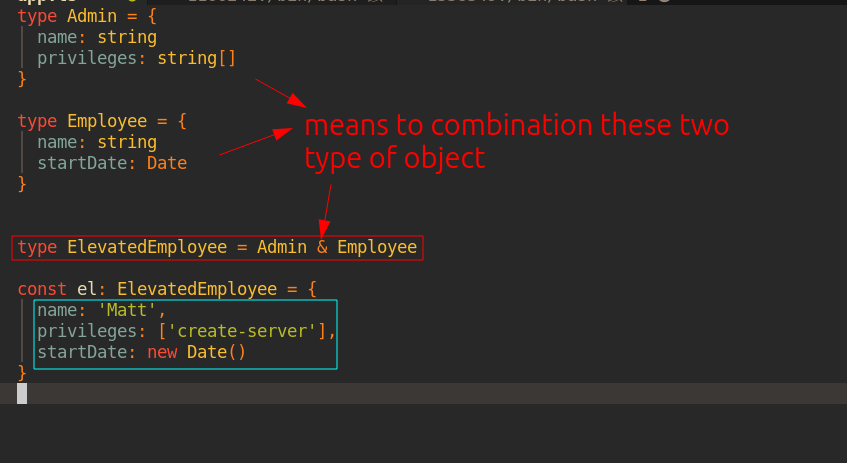 type Admin = {
name: string
privileges: string[]
}
type Employee = {
name: string
startDate: Date
}
means to combination these two
type of object
type ElevatedEmployee = Admin & Employee
const el: ElevatedEmployee = {
name: 'Matt',
privileges: ['create-server'],
startDate: new Date()
}